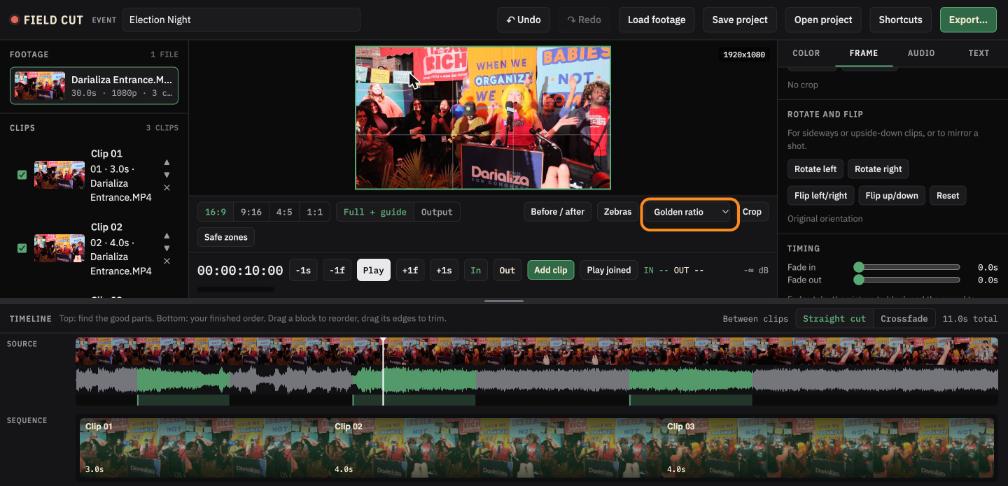 FIELD CUT EVENT Election Night
↶ Undo
↷ Redo
Load footage
Save project
Open project
Shortcuts
Export...
FOOTAGE 1 FILE
Darializa Entrance.M...
30.0s · 1080p · 3 c…
CLIPS 3 CLIPS
Clip 01
01 · 3.0s ·
Darializa
Entrance.MP4
▲
▼
✕
Clip 02
02 · 4.0s ·
Darializa
Entrance.MP4
▲
▼
✕
1920x1080
RICH
WHEN WE
ORGANIZE
WE
BABIES
NOT
Darializa
16:9 9:16 4:5 1:1
Full + guide Output
Before / after
Zebras
Golden ratio
Crop
Safe zones
00:00:10:00
-1s
-1f
Play
+1f
+1s
In
Out
Add clip
Play joined
IN -- OUT --
-∞ dB
COLOR FRAME AUDIO TEXT
No crop
ROTATE AND FLIP
For sideways or upside-down clips, or to mirror a
shot.
Rotate left
Rotate right
Flip left/right
Flip up/down
Reset
Original orientation
TIMING
Fade in 0.0s
Fade out 0.0s
TIMELINE Top: find the good parts. Bottom: your finished order. Drag a block to reorder, drag its edges to trim.
Between clips Straight cut Crossfade 11.0s total
SOURCE
SEQUENCE
Clip 01
3.0s
Clip 02
4.0s
Clip 03
4.0s